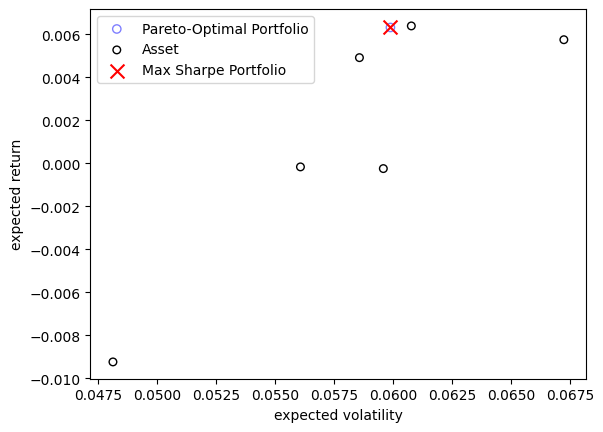 Pareto-Optimal Portfolio
Asset
Max Sharpe Portfolio
expected return
0.006
0.004
0.002
0.000
−0.002
−0.004
−0.006
−0.008
−0.010
0.0475 0.0500 0.0525 0.0550 0.0575 0.0600 0.0625 0.0650 0.0675
expected volatility